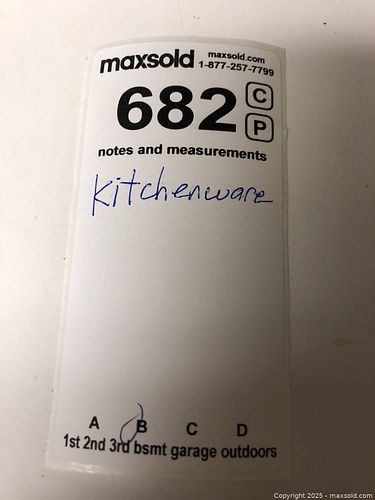 maxsold maxsold.com
1-877-257-7799
682 C
P
notes and measurements
Kitchenware
A B C D
1st 2nd 3rd bsmt garage outdoors
Copyright 2025 - maxsold.com